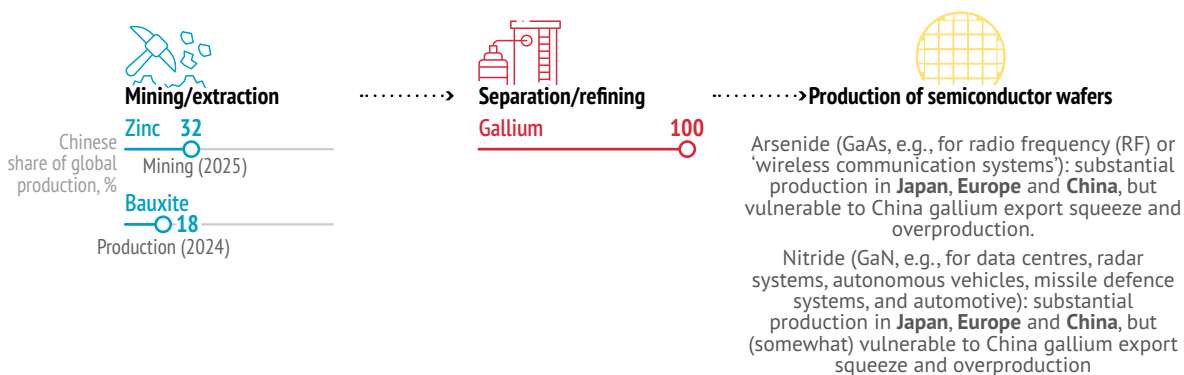 Mining/extraction
Separation/refining
Production of semiconductor wafers
Chinese
share of global
production, %
Zinc 32
Mining (2025)
Bauxite
18
Production (2024)
Gallium 100
Arsenide (GaAs, e.g., for radio frequency (RF) or
‘wireless communication systems’): substantial
production in Japan, Europe and China, but
vulnerable to China gallium export squeeze and
overproduction.
Nitride (GaN, e.g., for data centres, radar
systems, autonomous vehicles, missile defence
systems, and automotive): substantial
production in Japan, Europe and China, but
(somewhat) vulnerable to China gallium export
squeeze and overproduction